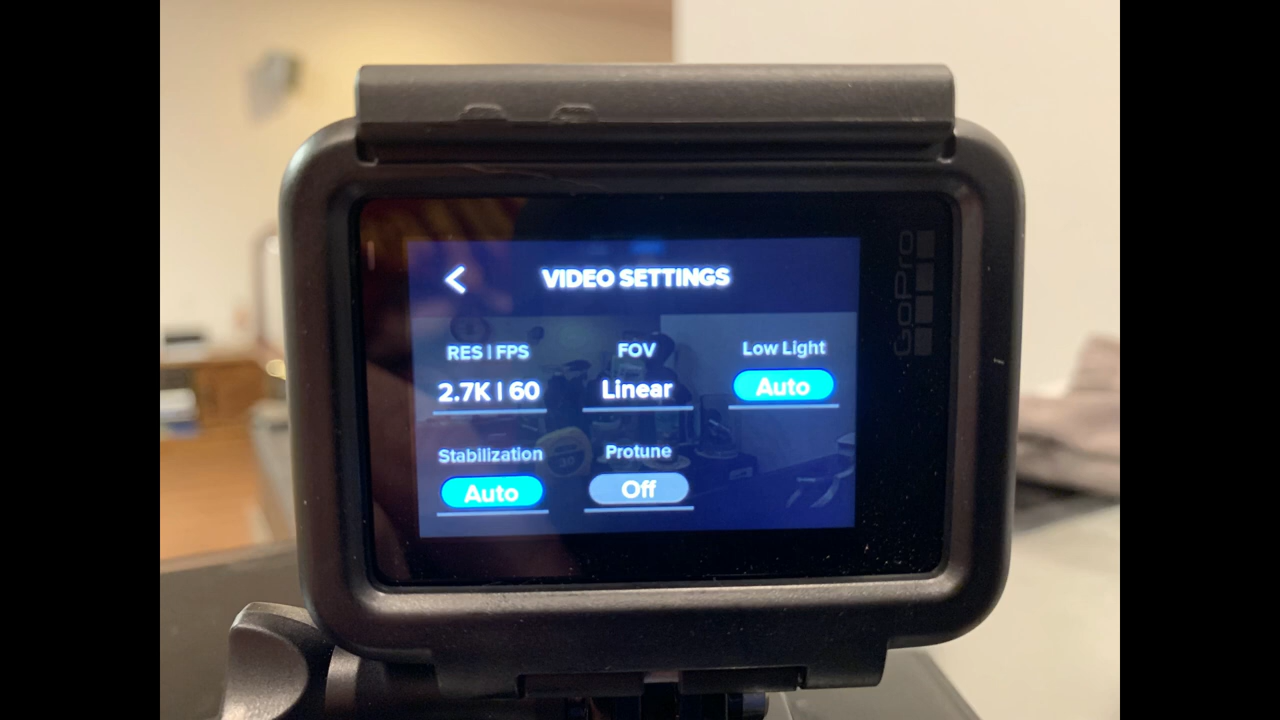 VIDEO SETTINGS
RES | FPS
FOV
Low Light
2.7K | 60
Linear
Auto
Stabilization
Protune
Auto
Off
GoPro